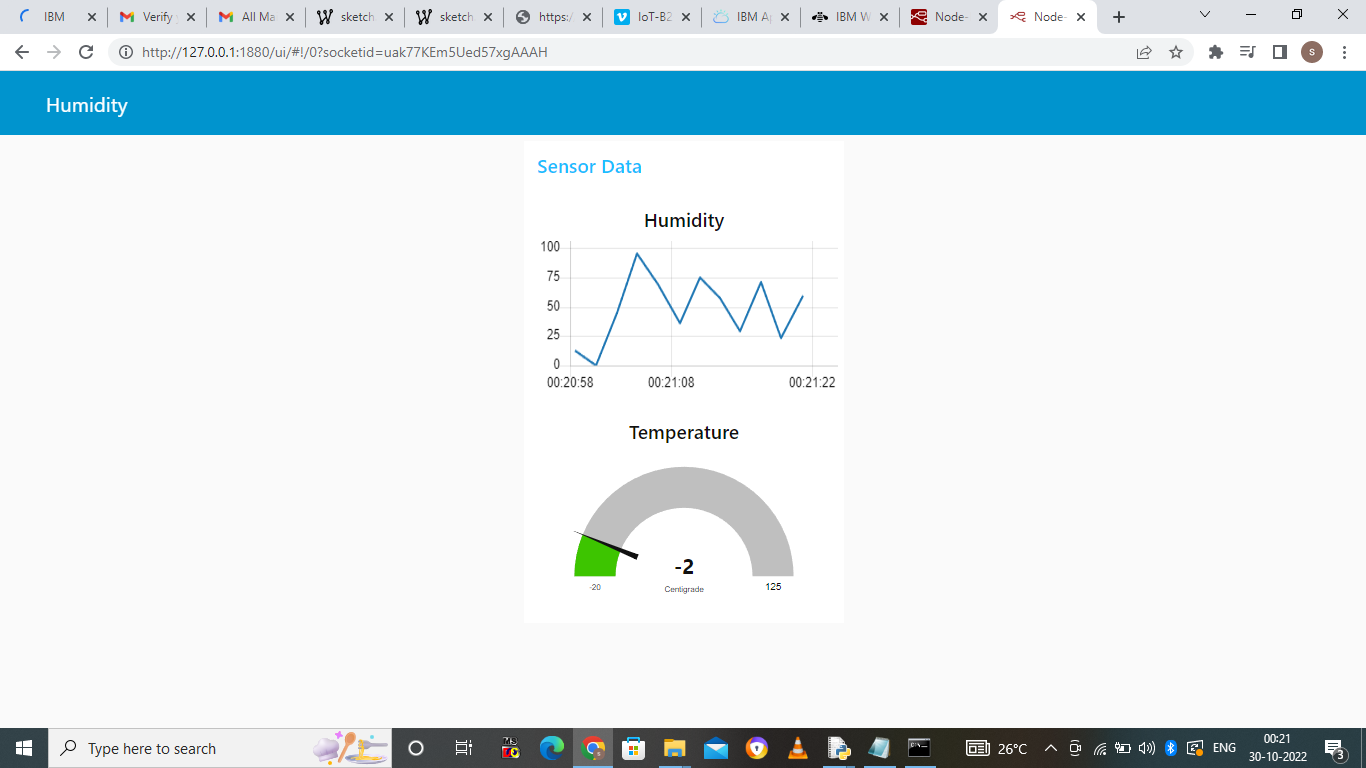 IBM
Verify
All Ma
sketch
sketch
https:/
IoT-B2
IBM Ap
IBM W
Node-
Node-
http://127.0.0.1:1880/ui/#!/0?socketid=uak77KEm5Ued57xgAAAH
S
Humidity
Sensor Data
Humidity
100
75
50
25
0
00:20:58 00:21:08 00:21:22
Temperature
-2
-20 Centigrade 125
Type here to search
26°C
ENG
00:21
30-10-2022
3